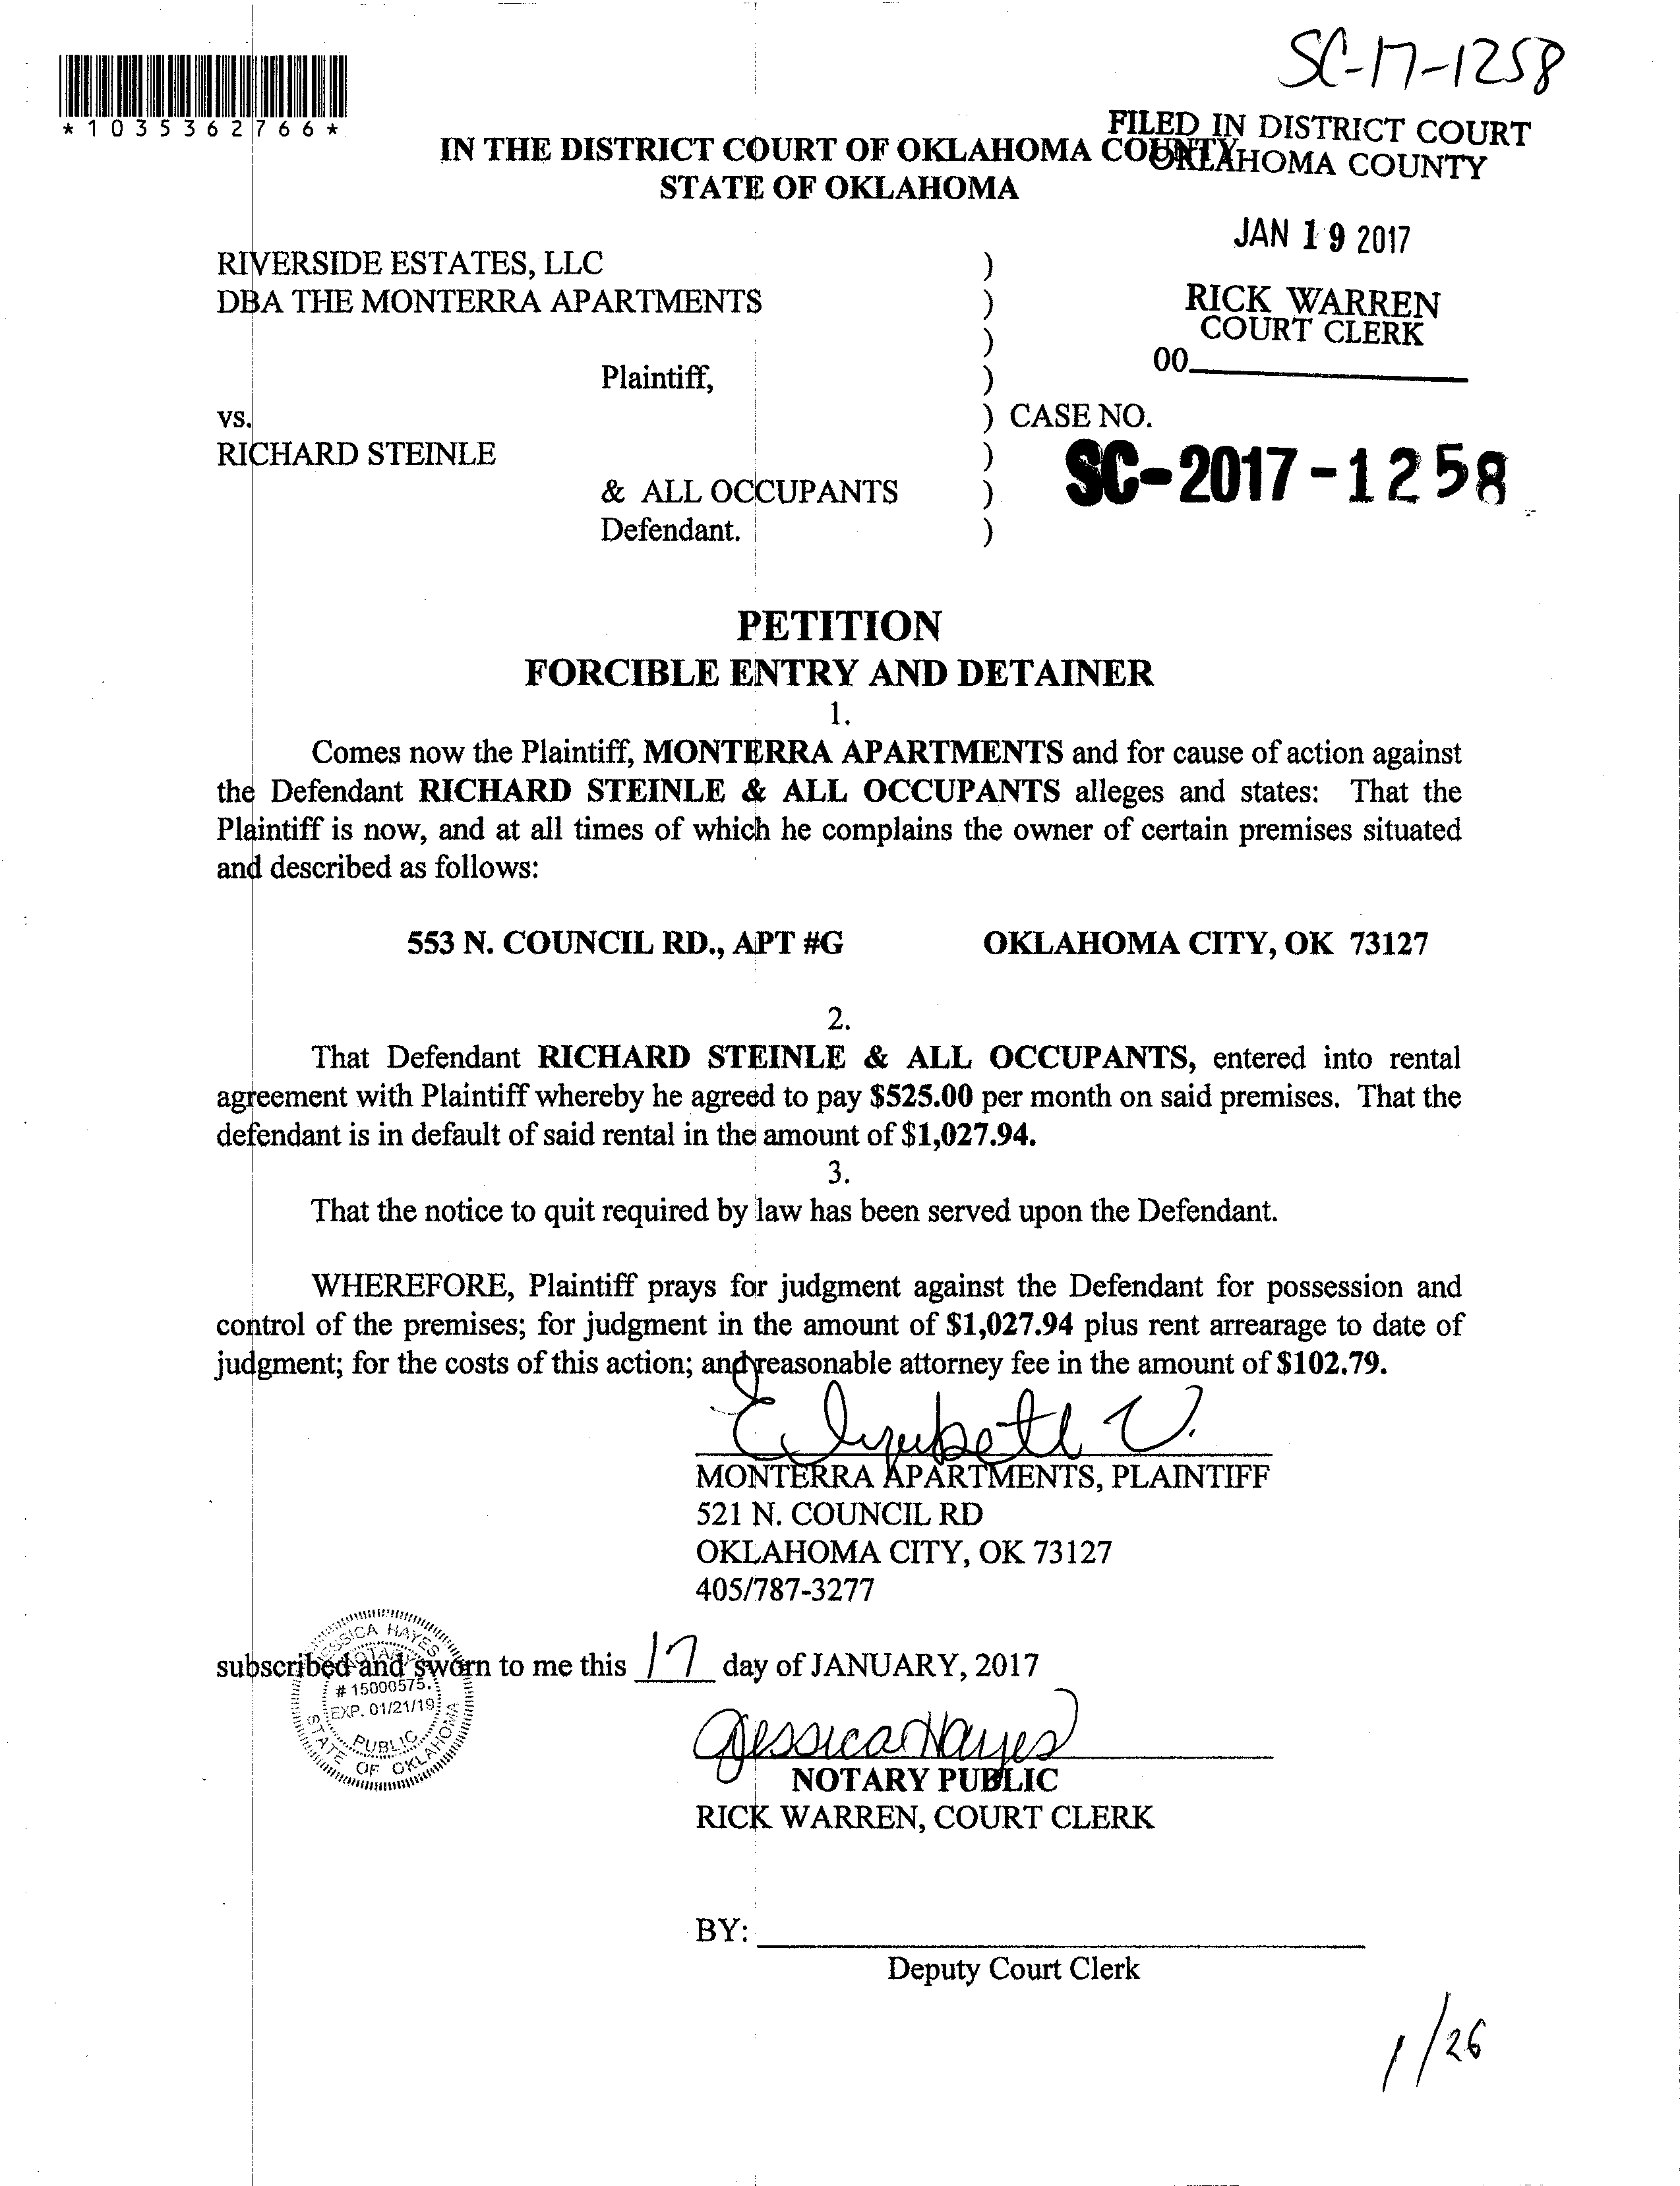 SC-17-1258
*1035362766*
FILED IN DISTRICT COURT
OKLAHOMA COUNTY
IN THE DISTRICT COURT OF OKLAHOMA COUNTY
STATE OF OKLAHOMA
JAN 19 2017
RIVERSIDE ESTATES, LLC )
DBA THE MONTERRA APARTMENTS )
RICK WARREN
COURT CLERK
)
00
Plaintiff, )
vs. ) CASE NO.
RICHARD STEINLE )
SC-2017-1258
& ALL OCCUPANTS )
Defendant. )
PETITION
FORCIBLE ENTRY AND DETAINER
1.
Comes now the Plaintiff, MONTERRA APARTMENTS and for cause of action against
the Defendant RICHARD STEINLE & ALL OCCUPANTS alleges and states: That the
Plaintiff is now, and at all times of which he complains the owner of certain premises situated
and described as follows:
553 N. COUNCIL RD., APT #G OKLAHOMA CITY, OK 73127
2.
That Defendant RICHARD STEINLE & ALL OCCUPANTS, entered into rental
agreement with Plaintiff whereby he agreed to pay $525.00 per month on said premises. That the
defendant is in default of said rental in the amount of $1,027.94.
3.
That the notice to quit required by law has been served upon the Defendant.
WHEREFORE, Plaintiff prays for judgment against the Defendant for possession and
control of the premises; for judgment in the amount of $1,027.94 plus rent arrearage to date of
judgment; for the costs of this action; and reasonable attorney fee in the amount of $102.79.
Elizabeth V.
MONTERRA APARTMENTS, PLAINTIFF
521 N. COUNCIL RD
OKLAHOMA CITY, OK 73127
405/787-3277
subscribed and sworn to me this 17 day of JANUARY, 2017
JESSICA HAYES
NOTARY
# 15000575
EXP. 01/21/19
PUBLIC
STATE OF OKLAHOMA
Jessica Hayes
NOTARY PUBLIC
RICK WARREN, COURT CLERK
BY:
Deputy Court Clerk
1/26